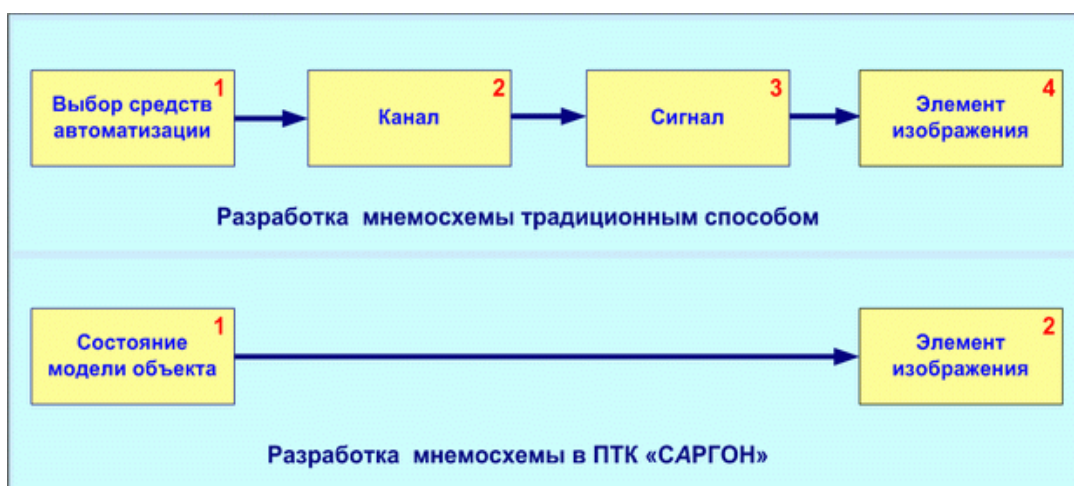 1
Выбор средств
автоматизации
2
Канал
3
Сигнал
4
Элемент
изображения
Разработка мнемосхемы традиционным способом
1
Состояние
модели объекта
2
Элемент
изображения
Разработка мнемосхемы в ПТК «САРГОН»